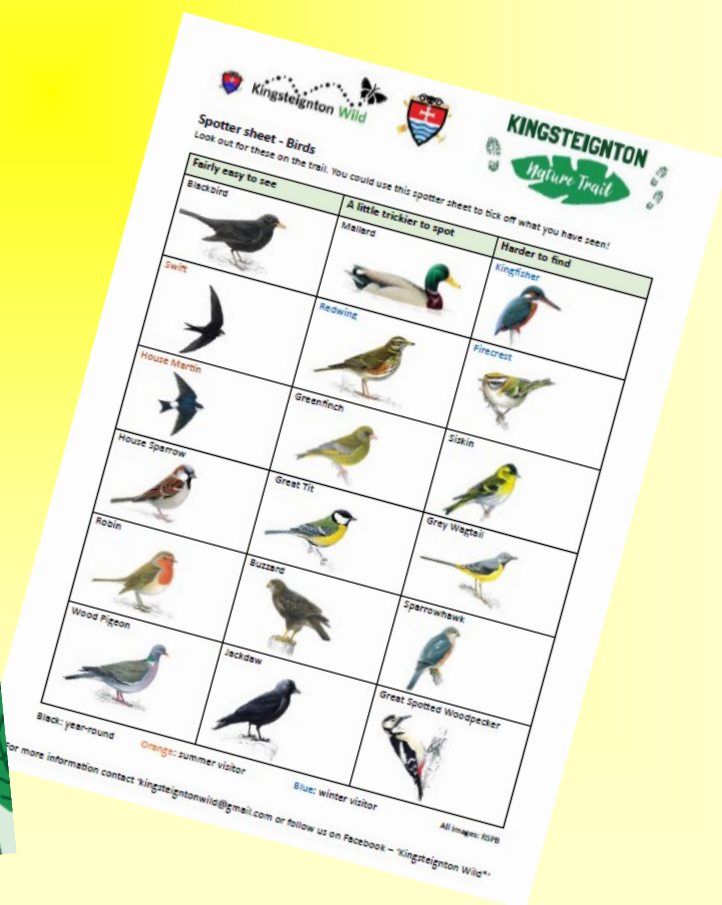 Kingsteignton Wild
KINGSTEIGNTON
Nature Trail
Spotter sheet - Birds
Look out for these on the trail. You could use this spotter sheet to tick off what you have seen!
Fairly easy to see
A little trickier to spot
Harder to find
Blackbird
Mallard
Kingfisher
Swift
Redwing
Firecrest
House Martin
Greenfinch
Siskin
House Sparrow
Great Tit
Grey Wagtail
Robin
Buzzard
Sparrowhawk
Wood Pigeon
Jackdaw
Great Spotted Woodpecker
Black: year-round
Orange: summer visitor
Blue: winter visitor
All images: RSPB
For more information contact 'kingsteigntonwild@gmail.com or follow us on Facebook – 'Kingsteignton Wild*'